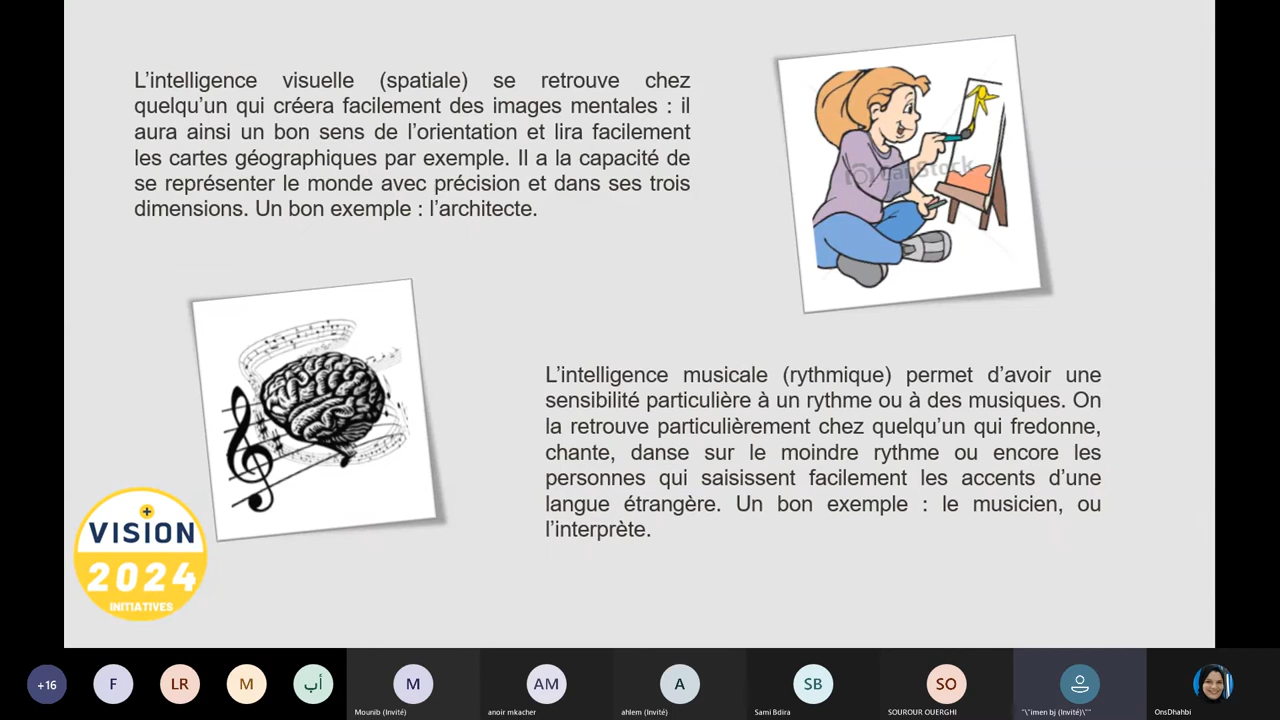 L'intelligence visuelle (spatiale) se retrouve chez
quelqu'un qui créera facilement des images mentales : il
aura ainsi un bon sens de l'orientation et lira facilement
les cartes géographiques par exemple. Il a la capacité de
se représenter le monde avec précision et dans ses trois
dimensions. Un bon exemple : l'architecte.
CanStock
L'intelligence musicale (rythmique) permet d'avoir une
sensibilité particulière à un rythme ou à des musiques. On
la retrouve particulièrement chez quelqu'un qui fredonne,
chante, danse sur le moindre rythme ou encore les
personnes qui saisissent facilement les accents d'une
langue étrangère. Un bon exemple : le musicien, ou
l'interprète.
VISION
2024
INITIATIVES
+16
F
LR
M
أب
M
AM
A
SB
SO
Mounib (Invité)
anoir mkacher
ahlem (Invité)
Sami Bdira
SOUROUR OUERGHI
"\"imen bj (Invité)\""
OnsDhahbi